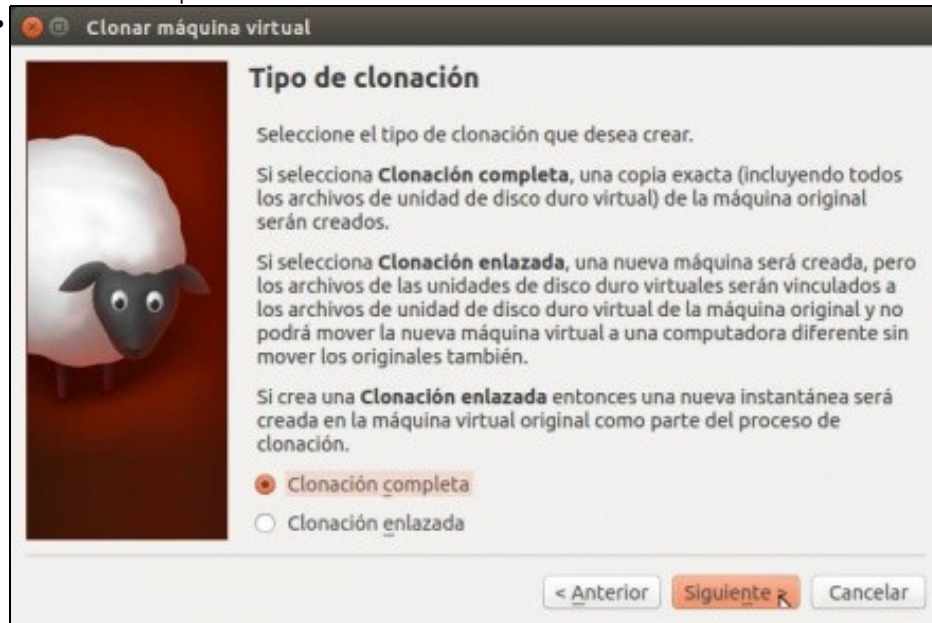 Clonar máquina virtual
Tipo de clonación
Seleccione el tipo de clonación que desea crear.
Si selecciona Clonación completa, una copia exacta (incluyendo todos
los archivos de unidad de disco duro virtual) de la máquina original
serán creados.
Si selecciona Clonación enlazada, una nueva máquina será creada, pero
los archivos de las unidades de disco duro virtuales serán vinculados a
los archivos de unidad de disco duro virtual de la máquina original y no
podrá mover la nueva máquina virtual a una computadora diferente sin
mover los originales también.
Si crea una Clonación enlazada entonces una nueva instantánea será
creada en la máquina virtual original como parte del proceso de
clonación.
Clonación completa
Clonación enlazada
< Anterior Siguiente > Cancelar